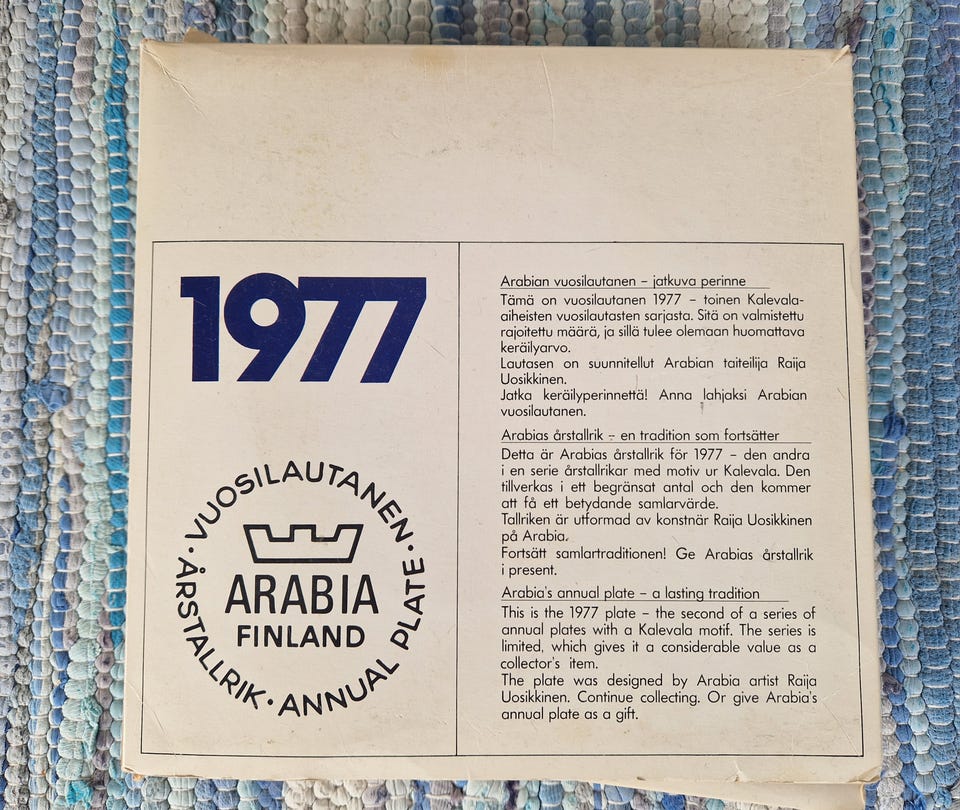 1977
VUOSILAUTANEN · ANNUAL PLATE · ÅRSTALLRIK ·
ARABIA
FINLAND
Arabian vuosilautanen – jatkuva perinne
Tämä on vuosilautanen 1977 – toinen Kalevala-
aiheisten vuosilautasten sarjasta. Sitä on valmistettu
rajoitettu määrä, ja sillä tulee olemaan huomattava
keräilyarvo.
Lautasen on suunnitellut Arabian taiteilija Raija
Uosikkinen.
Jatka keräilyperinnettä! Anna lahjaksi Arabian
vuosilautanen.
Arabias årstallrik – en tradition som fortsätter
Detta är Arabias årstallrik för 1977 – den andra
i en serie årstallrikar med motiv ur Kalevala. Den
tillverkas i ett begränsat antal och den kommer
att få ett betydande samlarvärde.
Tallriken är utformad av konstnär Raija Uosikkinen
på Arabia.
Fortsätt samlartraditionen! Ge Arabias årstallrik
i present.
Arabia's annual plate – a lasting tradition
This is the 1977 plate – the second of a series of
annual plates with a Kalevala motif. The series is
limited, which gives it a considerable value as a
collector's item.
The plate was designed by Arabia artist Raija
Uosikkinen. Continue collecting. Or give Arabia's
annual plate as a gift.